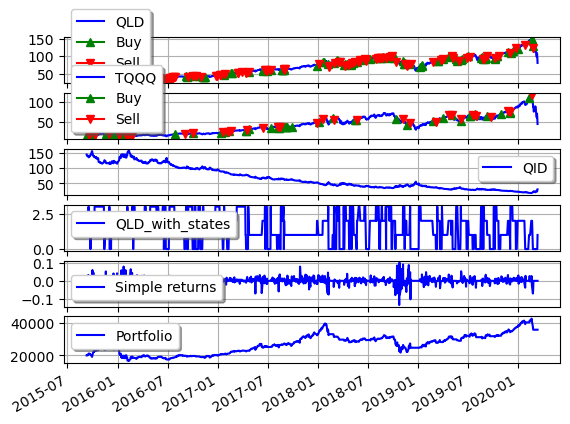 QLD
Buy
Sell
150
100
50
TQQQ
Buy
Sell
100
50
150
100
50
QID
2.5
0.0
QLD_with_states
0.1
0.0
−0.1
Simple returns
40000
20000
Portfolio
2015-07
2016-01
2016-07
2017-01
2017-07
2018-01
2018-07
2019-01
2019-07
2020-01